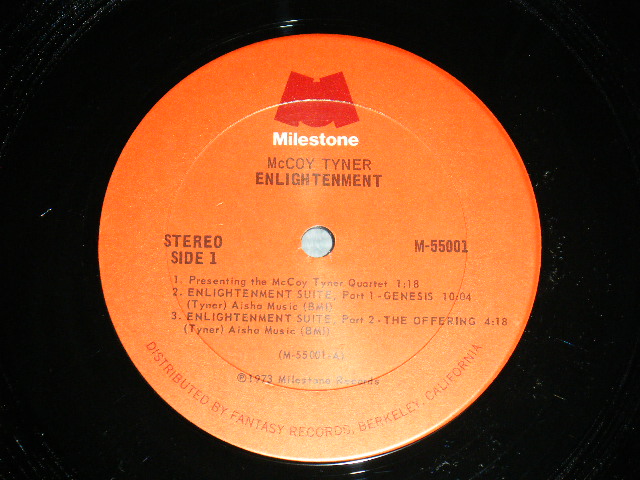 Milestone
McCOY TYNER
ENLIGHTENMENT
STEREO
SIDE 1
M-55001
1. Presenting the McCoy Tyner Quartet 1:18
2. ENLIGHTENMENT SUITE, Part 1 - GENESIS 10:04
(Tyner) Aisha Music (BMI)
3. ENLIGHTENMENT SUITE, Part 2 - THE OFFERING 4:18
(Tyner) Aisha Music (BMI)
(M-55001-A)
℗1973 Milestone Records
DISTRIBUTED BY FANTASY RECORDS, BERKELEY, CALIFORNIA